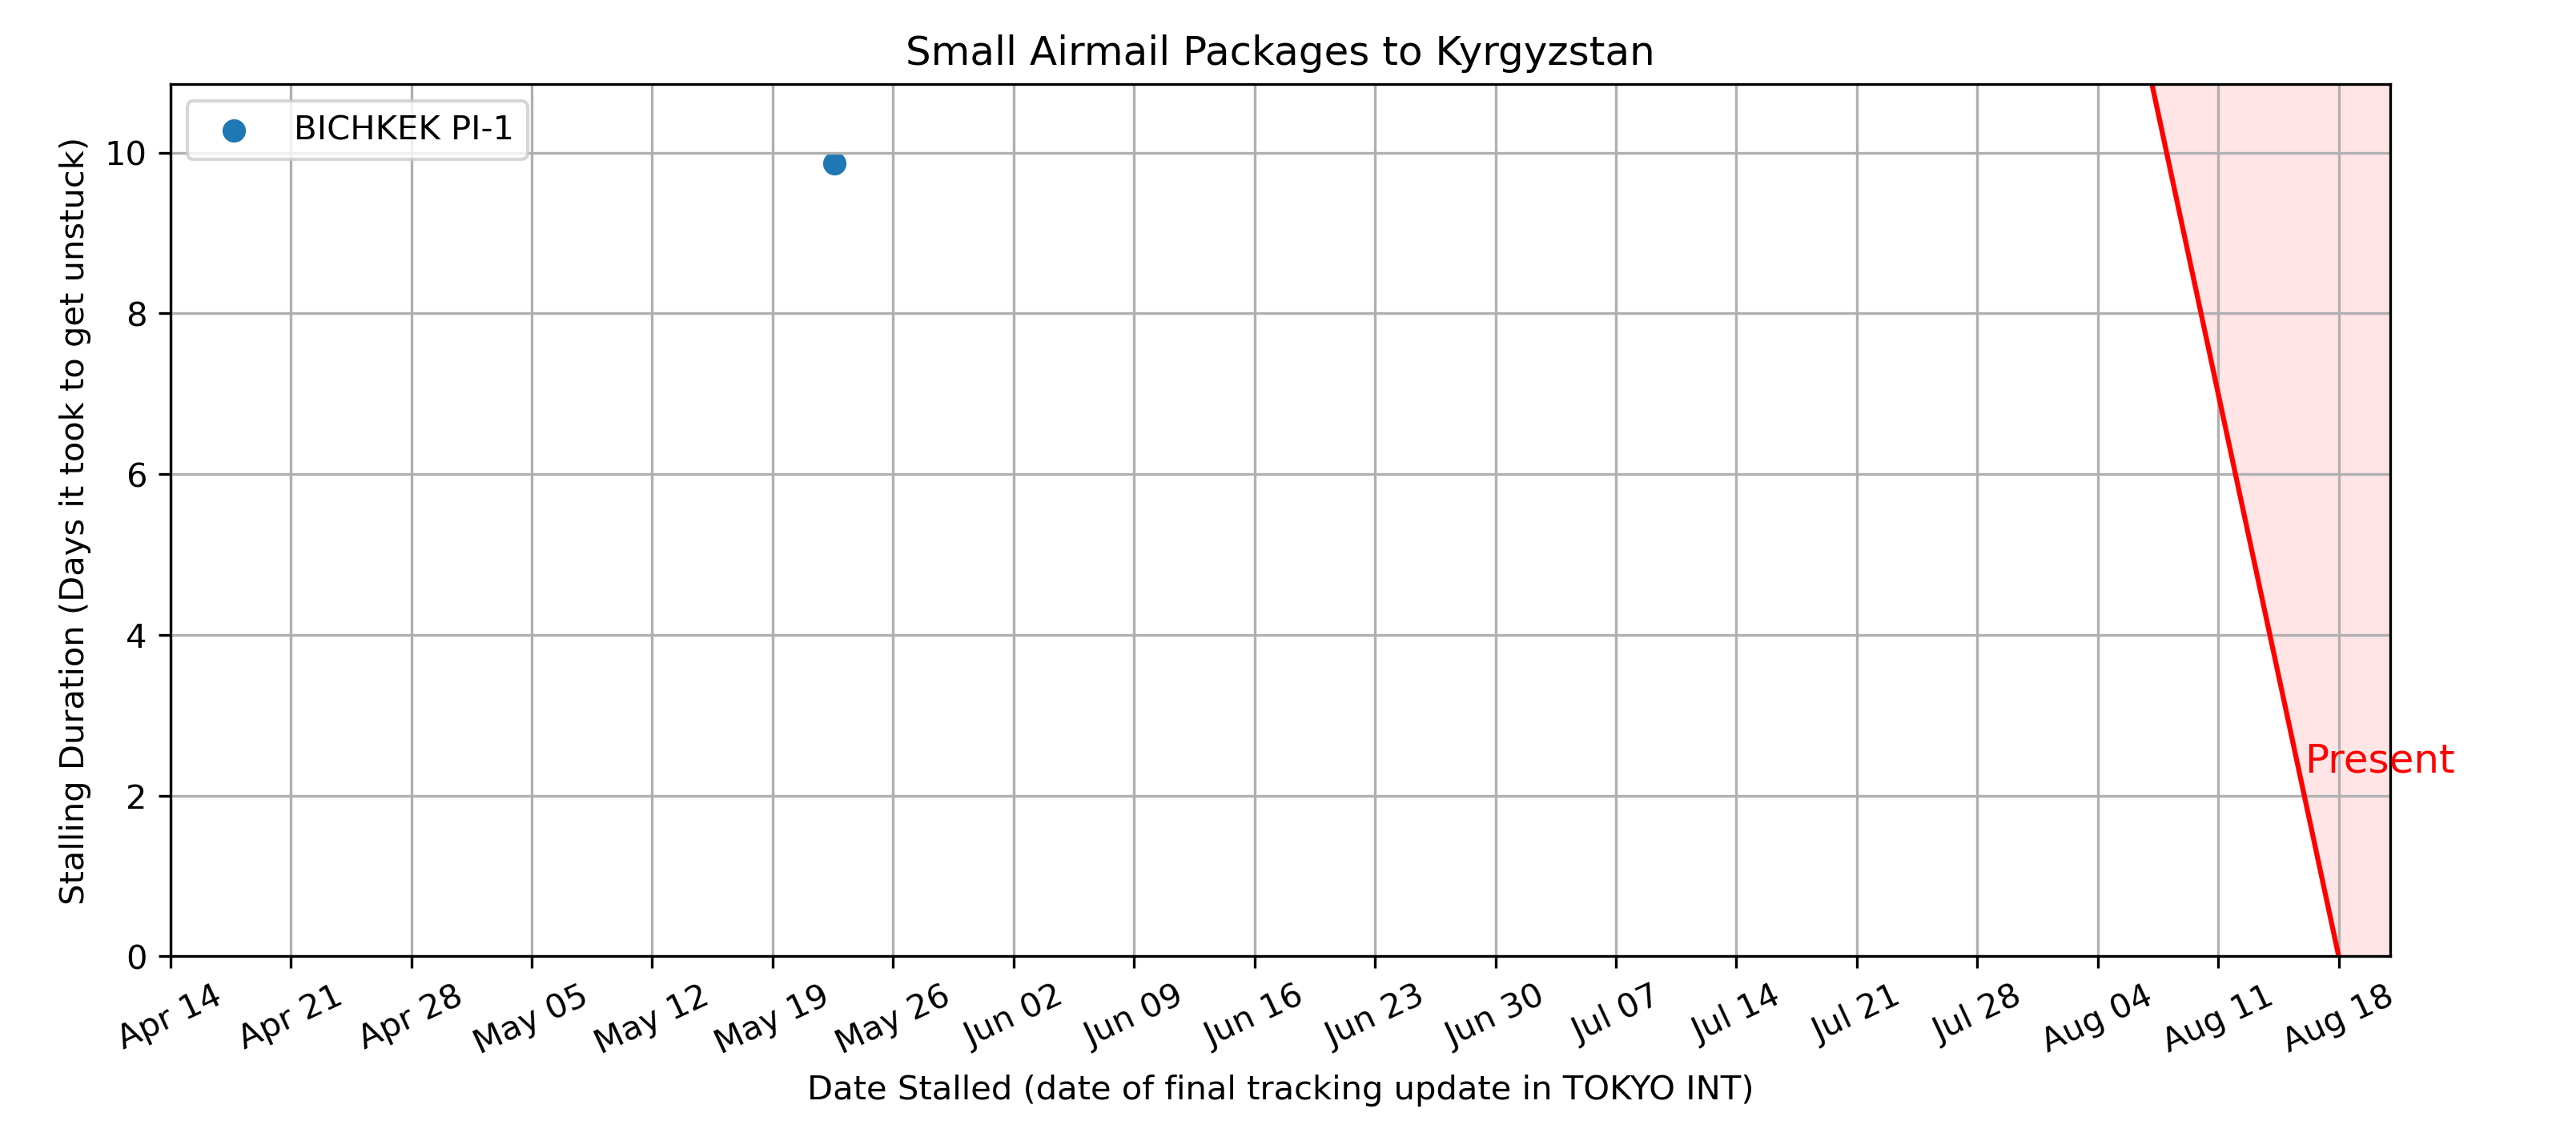 Small Airmail Packages to Kyrgyzstan
BICHKEK PI-1
Stalling Duration (Days it took to get unstuck)
10
8
6
4
2
0
Present
Apr 14
Apr 21
Apr 28
May 05
May 12
May 19
May 26
Jun 02
Jun 09
Jun 16
Jun 23
Jun 30
Jul 07
Jul 14
Jul 21
Jul 28
Aug 04
Aug 11
Aug 18
Date Stalled (date of final tracking update in TOKYO INT)